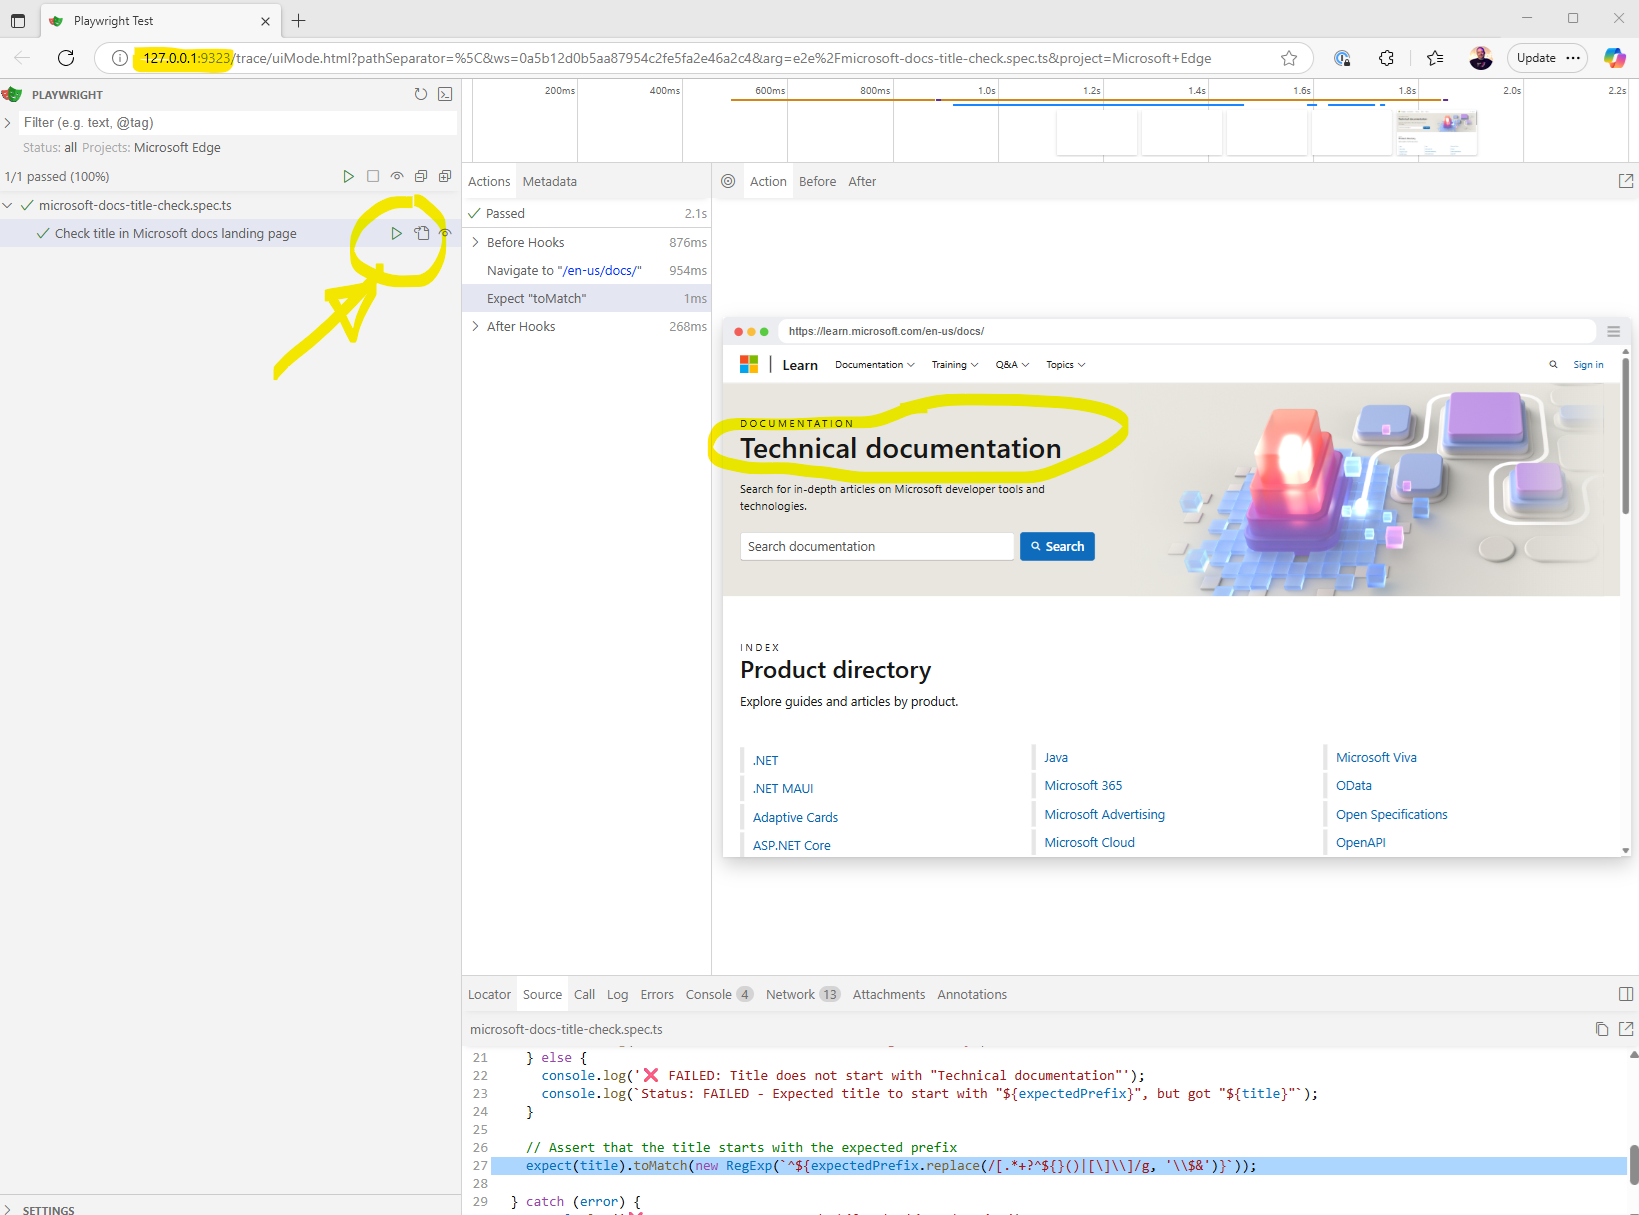 Playwright Test
127.0.0.1:9323/trace/uiMode.html?pathSeparator=%5C&ws=0a5b12d0b5aa87954c2fe5fa2e46a2c4&arg=e2e%2Fmicrosoft-docs-title-check.spec.ts&project=Microsoft+Edge
Update
PLAYWRIGHT
Filter (e.g. text, @tag)
Status: all Projects: Microsoft Edge
1/1 passed (100%)
microsoft-docs-title-check.spec.ts
Check title in Microsoft docs landing page
SETTINGS
200ms 400ms 600ms 800ms 1.0s 1.2s 1.4s 1.6s 1.8s 2.0s 2.2s
Actions Metadata
Passed 2.1s
Before Hooks 876ms
Navigate to "/en-us/docs/" 954ms
Expect "toMatch" 1ms
After Hooks 268ms
Action Before After
https://learn.microsoft.com/en-us/docs/
Learn Documentation Training Q&A Topics Sign in
DOCUMENTATION
Technical documentation
Search for in-depth articles on Microsoft developer tools and
technologies.
Search documentation Search
INDEX
Product directory
Explore guides and articles by product.
.NET
.NET MAUI
Adaptive Cards
ASP.NET Core
Java
Microsoft 365
Microsoft Advertising
Microsoft Cloud
Microsoft Viva
OData
Open Specifications
OpenAPI
Locator Source Call Log Errors Console 4 Network 13 Attachments Annotations
microsoft-docs-title-check.spec.ts
21 } else {
22 console.log('❌ FAILED: Title does not start with "Technical documentation"');
23 console.log(`Status: FAILED - Expected title to start with "${expectedPrefix}", but got "${title}"`);
24 }
25
26 // Assert that the title starts with the expected prefix
27 expect(title).toMatch(new RegExp(`^${expectedPrefix.replace(/[.*+?^${}()|[\]\\]/g, '\\$&')}`));
28
29 } catch (error) {